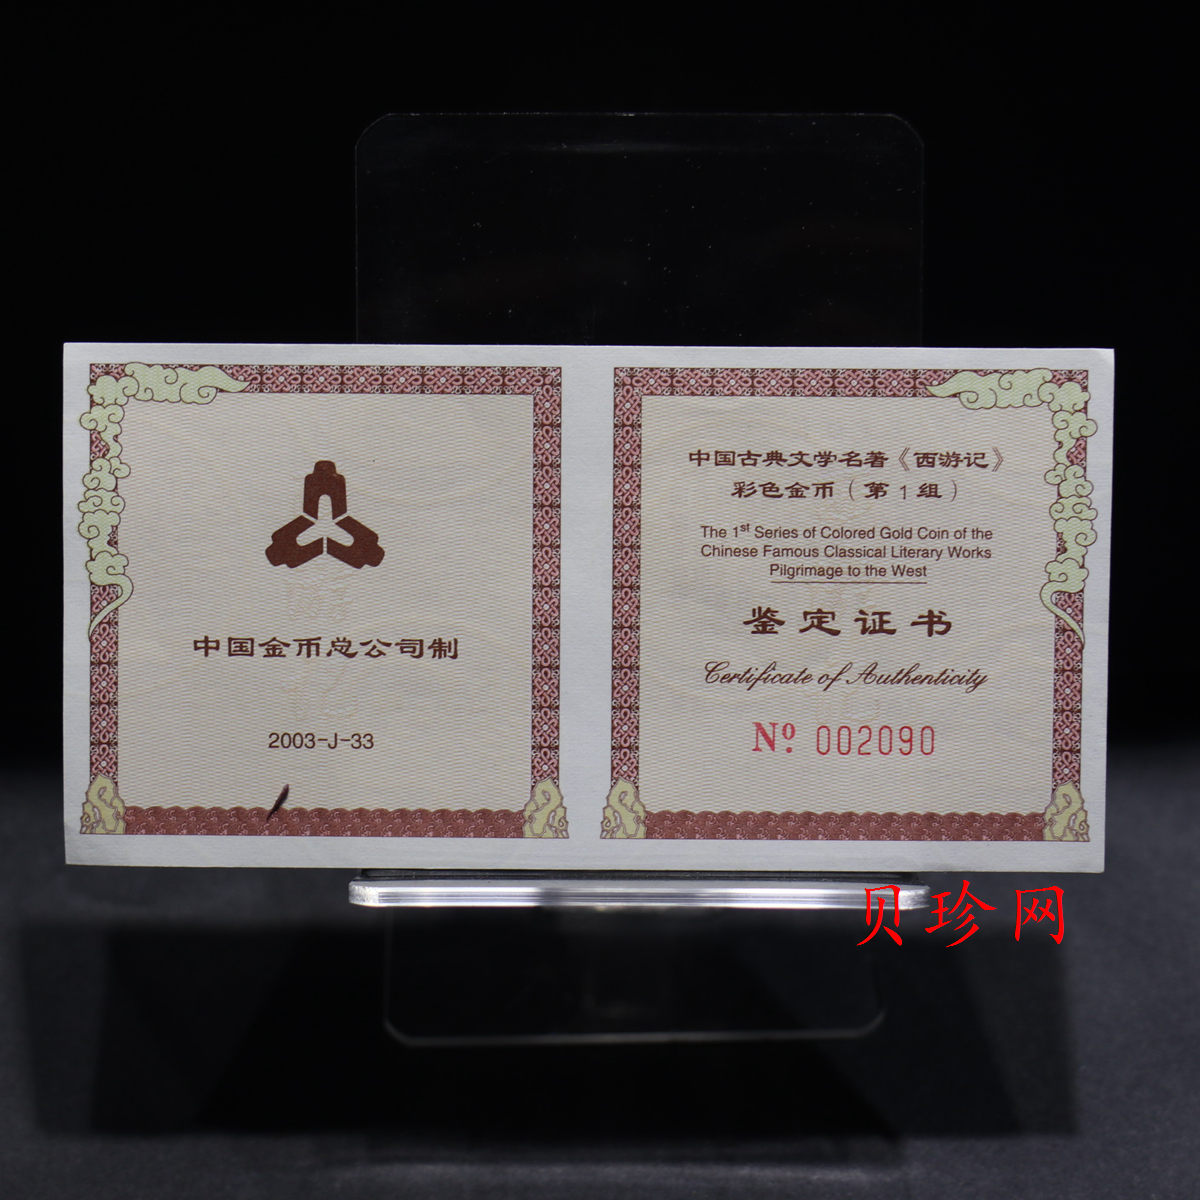 中国金币总公司制
2003-J-33
中国古典文学名著《西游记》
彩色金币（第1组）
The 1st Series of Colored Gold Coin of the
Chinese Famous Classical Literary Works
Pilgrimage to the West
鉴定证书
Certificate of Authenticity
Nº 002090
贝珍网